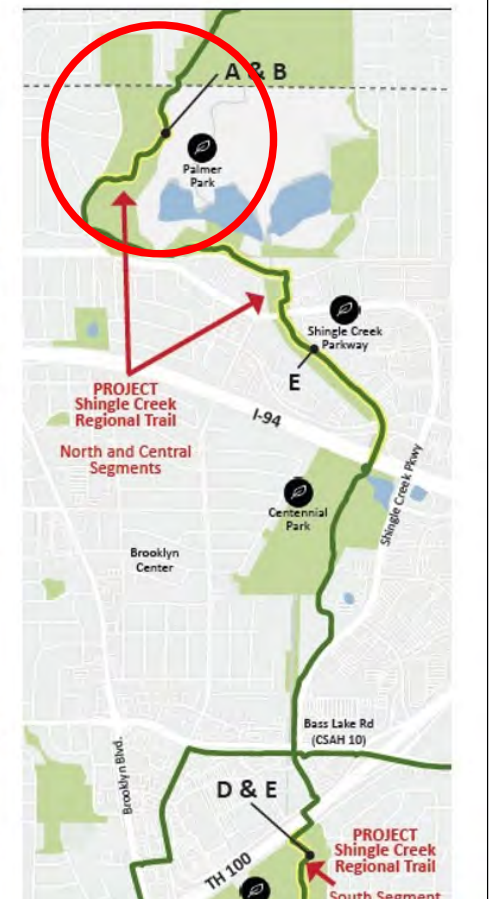 A & B
Palmer
Park
Shingle Creek
Parkway
E
PROJECT
Shingle Creek
Regional Trail
North and Central
Segments
I-94
Shingle Creek Pkwy
Centennial
Park
Brooklyn
Center
Bass Lake Rd
(CSAH 10)
Brooklyn Blvd.
D & E
PROJECT
Shingle Creek
Regional Trail
South Segment
TH 100